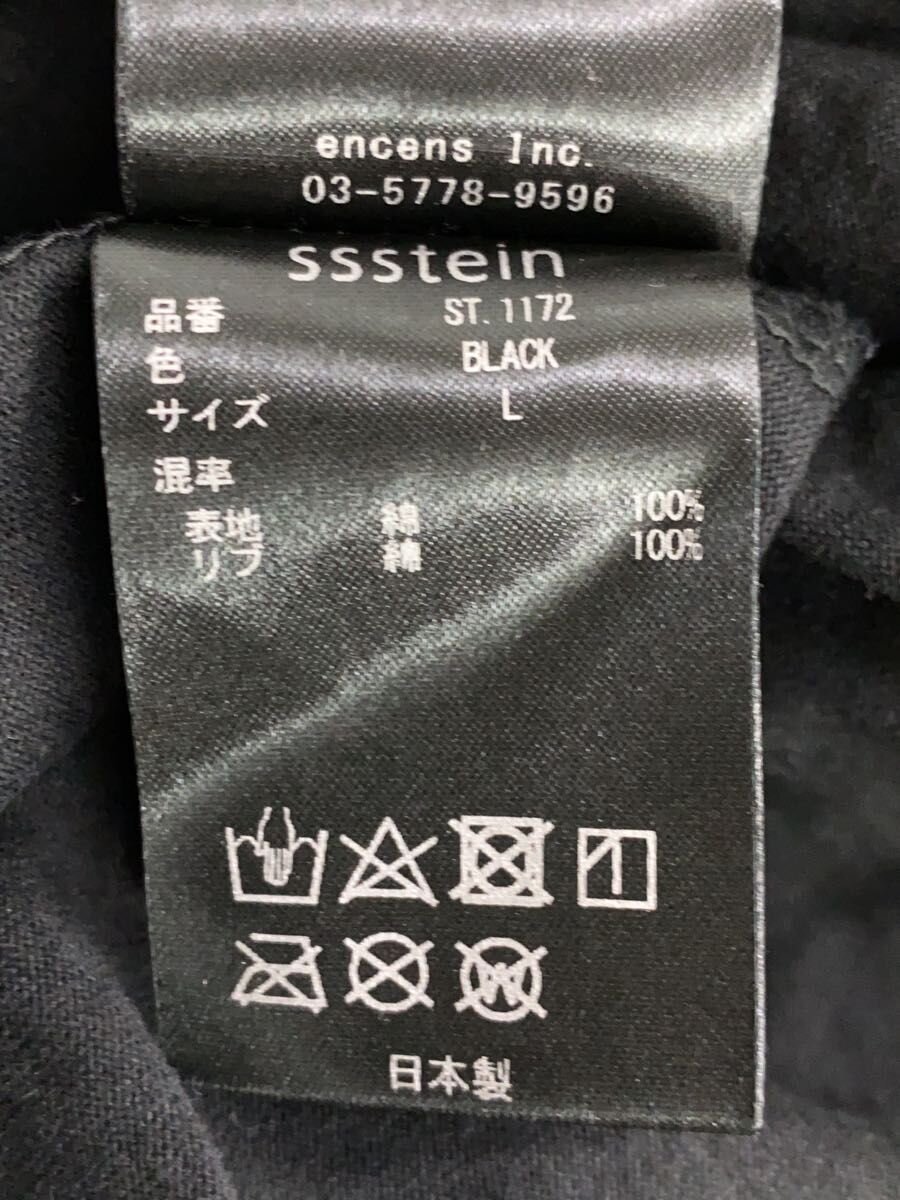 encens Inc.
03-5778-9596
ssstein
品番 ST.1172
色 BLACK
サイズ L
混率
表地 綿 100%
リブ 綿 100%
W
日本製